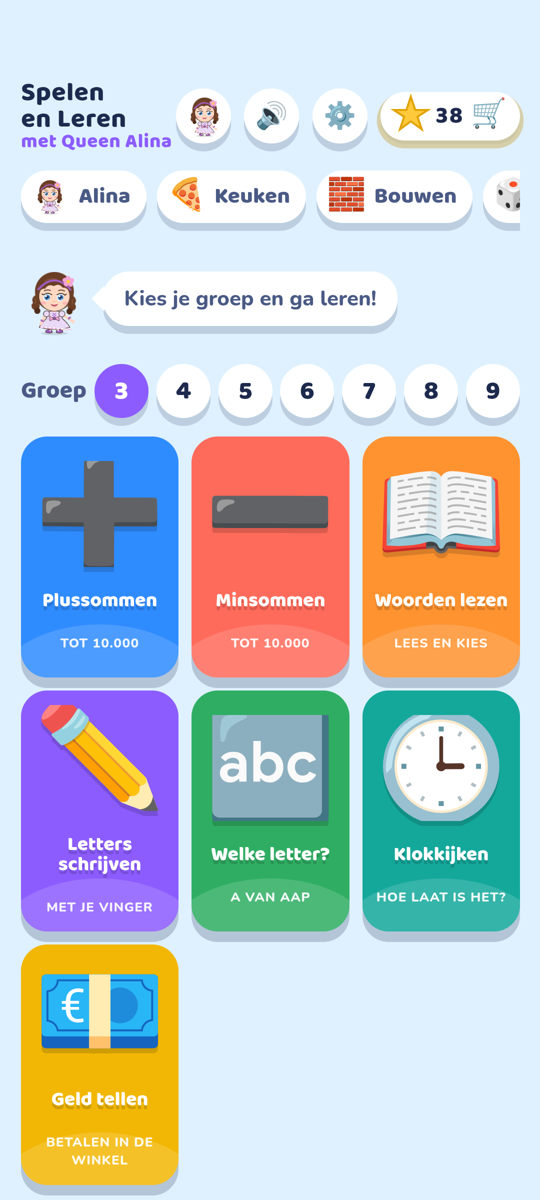 Spelen
en Leren
met Queen Alina
38
Alina
Keuken
Bouwen
Kies je groep en ga leren!
Groep 3 4 5 6 7 8 9
Plussommen
TOT 10.000
Minsommen
TOT 10.000
Woorden lezen
LEES EN KIES
Letters
schrijven
MET JE VINGER
abc
Welke letter?
A VAN AAP
Klokkijken
HOE LAAT IS HET?
€
Geld tellen
BETALEN IN DE
WINKEL